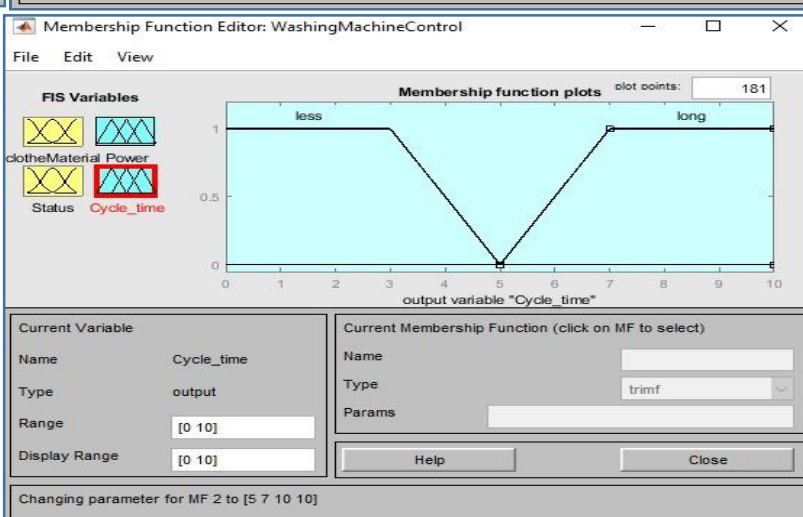 Membership Function Editor: WashingMachineControl
File Edit View
FIS Variables
Membership function plots
plot points: 181
clotheMaterial Power
Status Cycle_time
less long
1
0.5
0
0 1 2 3 4 5 6 7 8 9 10
output variable "Cycle_time"
Current Variable
Name Cycle_time
Type output
Range [0 10]
Display Range [0 10]
Current Membership Function (click on MF to select)
Name
Type trimf
Params
Help Close
Changing parameter for MF 2 to [5 7 10 10]